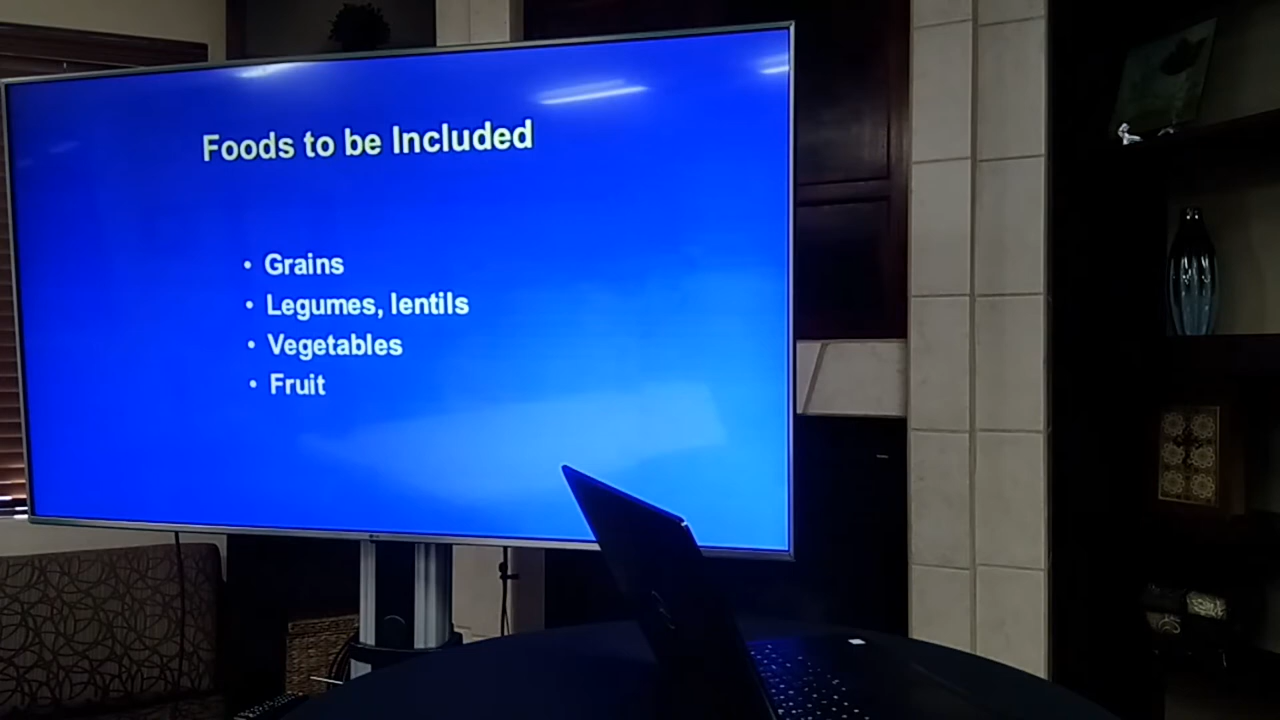 Foods to be Included
• Grains
• Legumes, lentils
• Vegetables
• Fruit